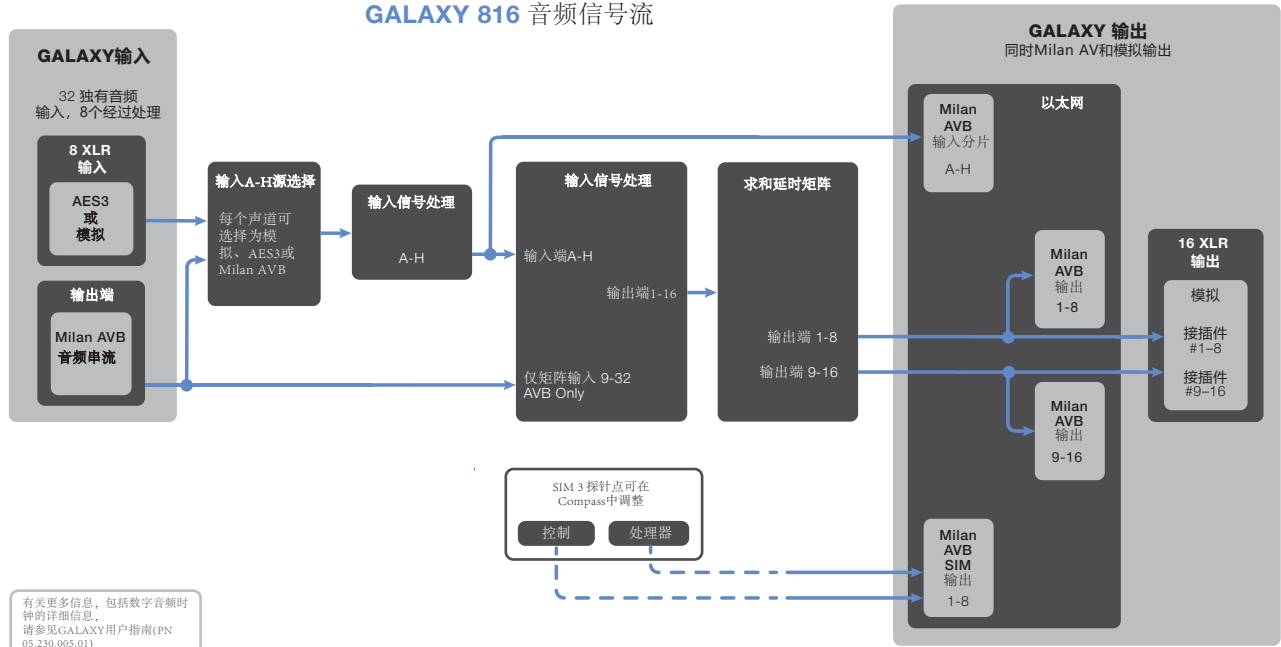 GALAXY 816 音频信号流
GALAXY输入
32 独有音频
输入，8个经过处理
8 XLR
输入
AES3
或
模拟
输出端
Milan AVB
音频串流
输入A-H源选择
每个声道可
选择为模
拟、AES3或
Milan AVB
输入信号处理
A-H
输入信号处理
输入端A-H
输出端1-16
仅矩阵输入 9-32
AVB Only
求和延时矩阵
输出端 1-8
输出端 9-16
GALAXY 输出
同时Milan AV和模拟输出
以太网
Milan
AVB
输入分片
A-H
Milan
AVB
输出
1-8
Milan
AVB
输出
9-16
Milan
AVB
SIM
输出
1-8
16 XLR
输出
模拟
接插件
#1–8
接插件
#9–16
SIM 3 探针点可在
Compass中调整
控制
处理器
有关更多信息，包括数字音频时
钟的详细信息，
请参见GALAXY用户指南(PN
05.230.005.01)